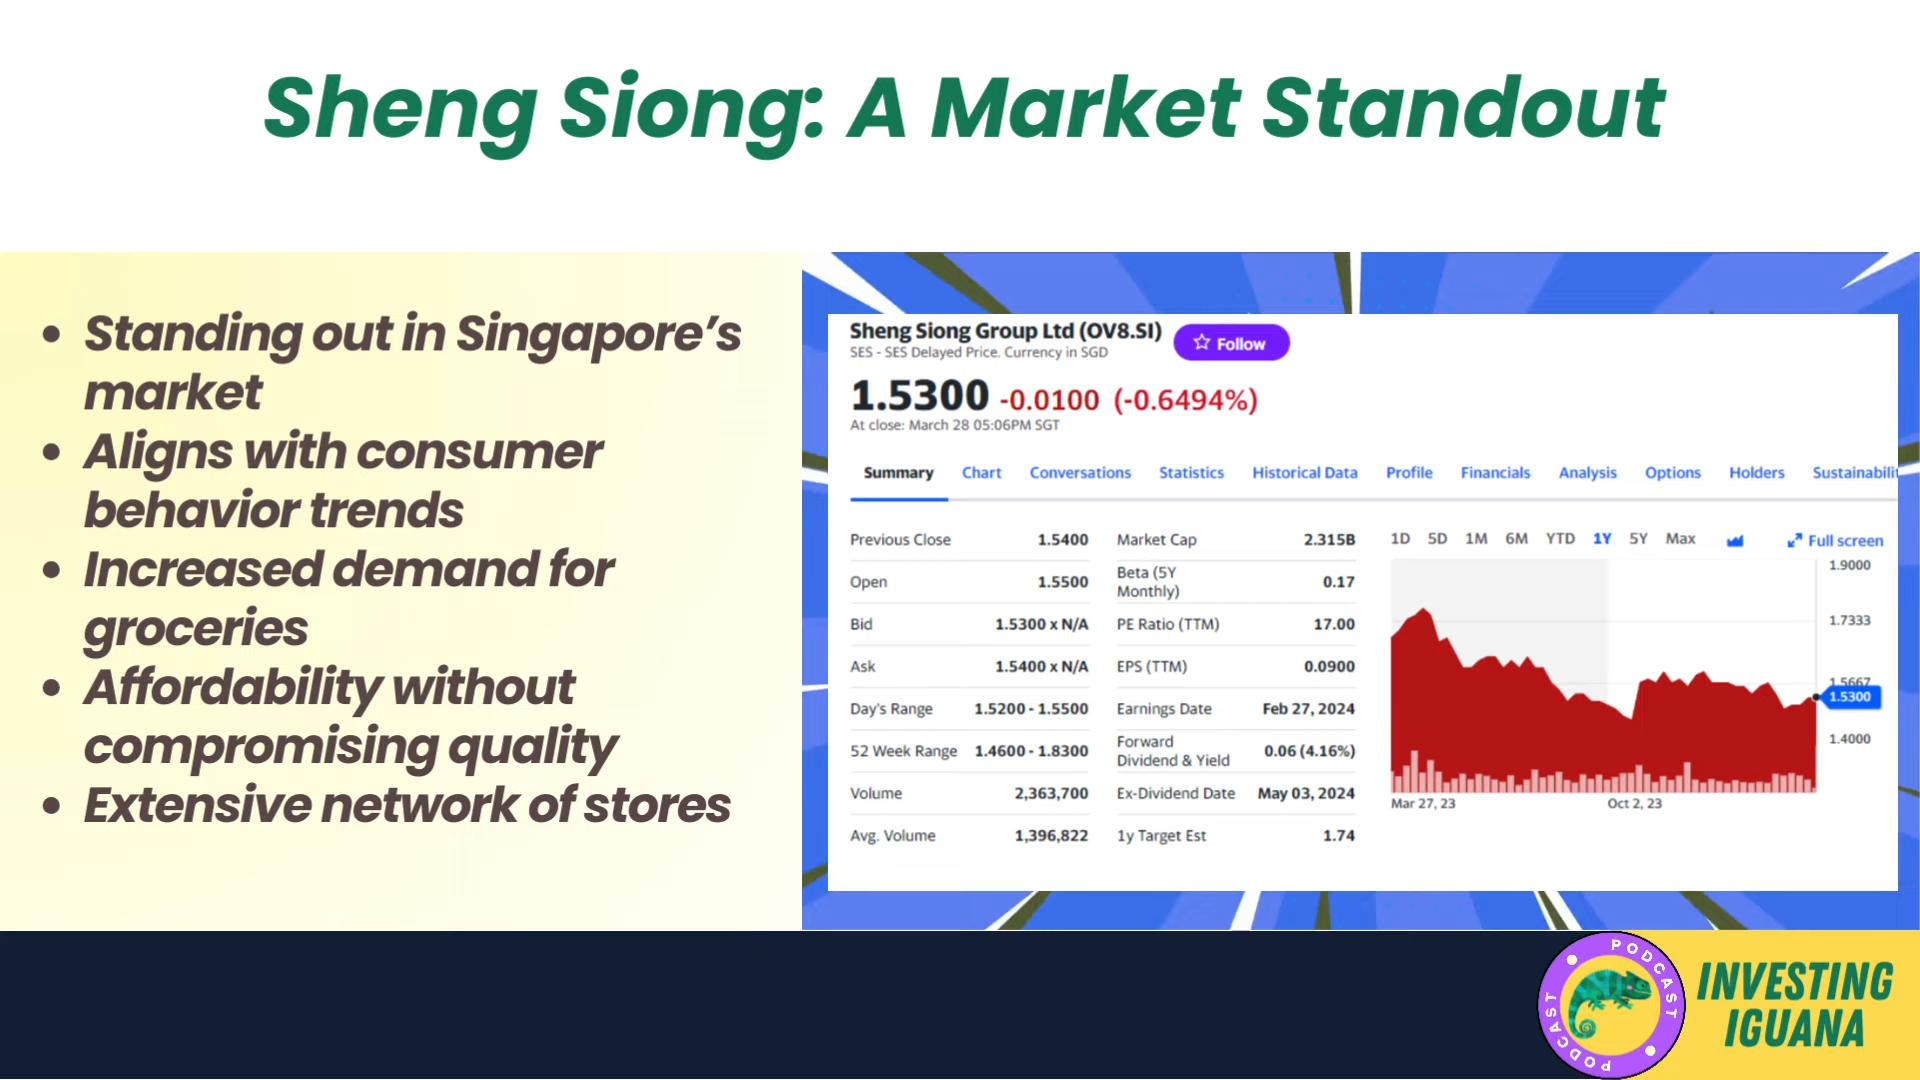 Sheng Siong: A Market Standout
• Standing out in Singapore’s
market
• Aligns with consumer
behavior trends
• Increased demand for
groceries
• Affordability without
compromising quality
• Extensive network of stores
Sheng Siong Group Ltd (OV8.SI)
Follow
SES - SES Delayed Price. Currency in SGD
1.5300 -0.0100 (-0.6494%)
At close: March 28 05:06PM SGT
Summary Chart Conversations Statistics Historical Data Profile Financials Analysis Options Holders Sustainabili
Previous Close 1.5400
Open 1.5500
Bid 1.5300 x N/A
Ask 1.5400 x N/A
Day's Range 1.5200 - 1.5500
52 Week Range 1.4600 - 1.8300
Volume 2,363,700
Avg. Volume 1,396,822
Market Cap 2.315B
Beta (5Y
Monthly) 0.17
PE Ratio (TTM) 17.00
EPS (TTM) 0.0900
Earnings Date Feb 27, 2024
Forward
Dividend & Yield 0.06 (4.16%)
Ex-Dividend Date May 03, 2024
1y Target Est 1.74
1D 5D 1M 6M YTD 1Y 5Y Max Full screen
1.9000
1.7333
1.5667
1.5300
1.4000
Mar 27, 23 Oct 2, 23
PODCAST
PODCAST
INVESTING
IGUANA